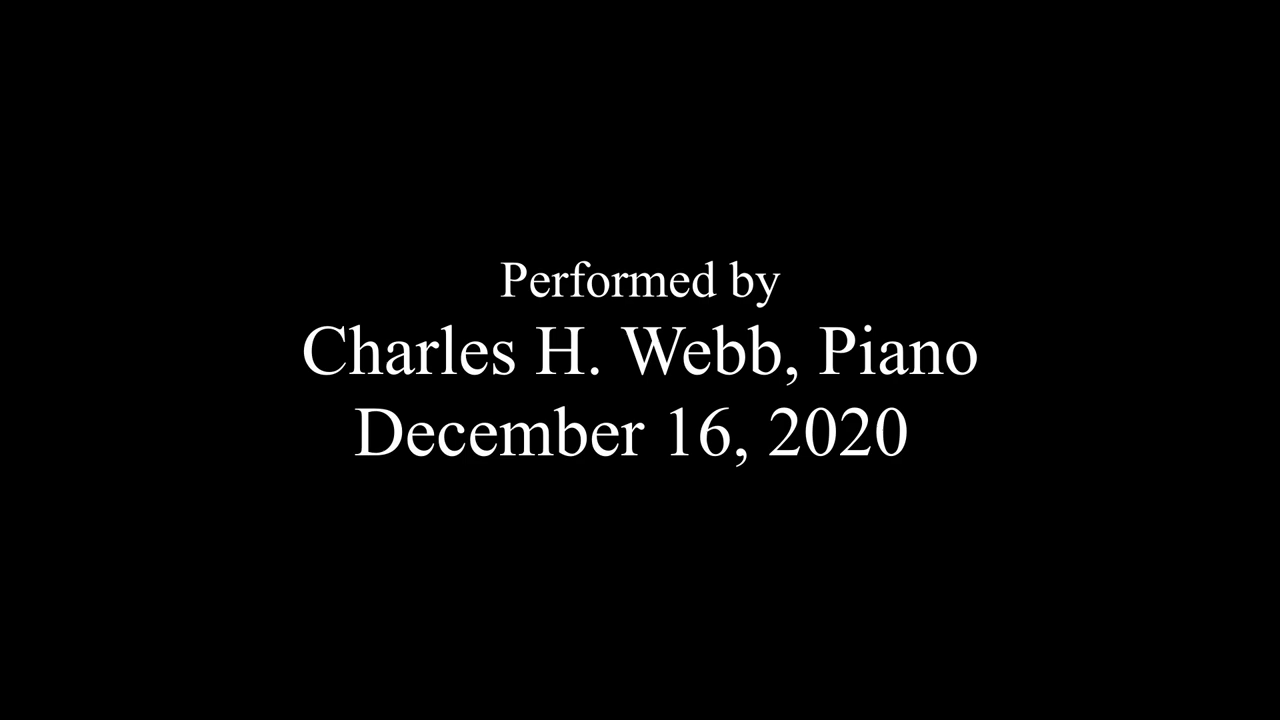 Performed by
Charles H. Webb, Piano
December 16, 2020